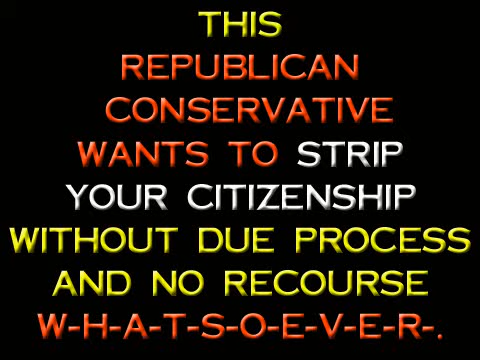 THIS
REPUBLICAN
CONSERVATIVE
WANTS TO STRIP
YOUR CITIZENSHIP
WITHOUT DUE PROCESS
AND NO RECOURSE
W-H-A-T-S-O-E-V-E-R-.